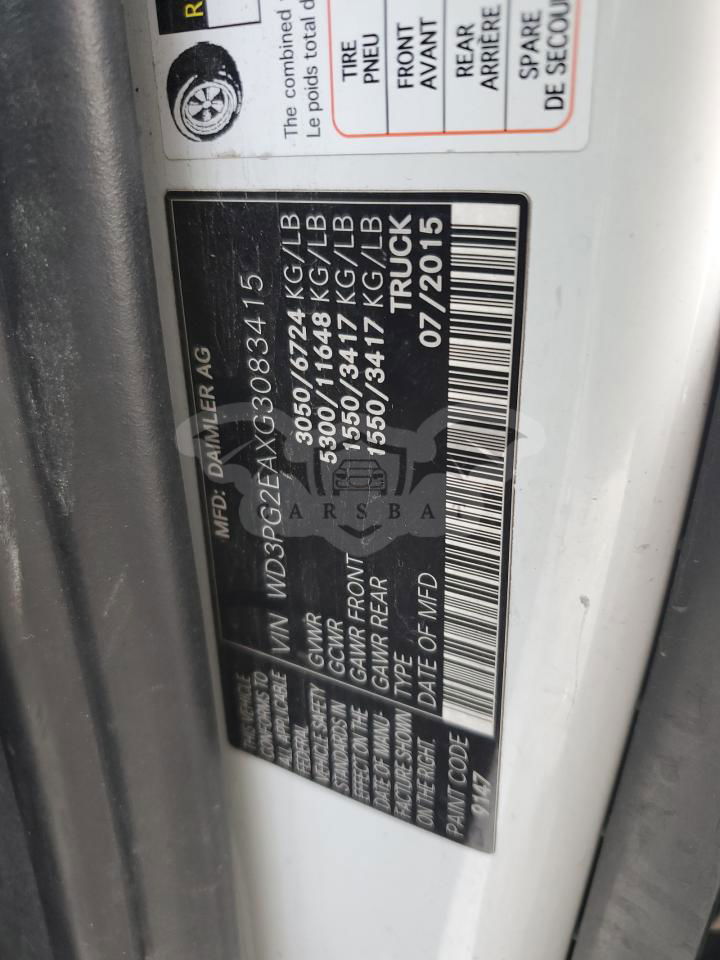 R
The combined
Le poids total d
TIRE
PNEU
FRONT
AVANT
REAR
ARRIÈRE
SPARE
DE SECOU
MFD: DAIMLER AG
VIN WD3PG2EAXG3083415
GVWR 3050/6724 KG/LB
GCWR 5300/11648 KG/LB
GAWR FRONT 1550/3417 KG/LB
GAWR REAR 1550/3417 KG/LB
TYPE TRUCK
DATE OF MFD 07/2015
THIS VEHICLE
CONFORMS TO
ALL APPLICABLE
FEDERAL
VEHICLE SAFETY
STANDARDS IN
EFFECT ON THE
DATE OF MANU-
FACTURE SHOWN
ON THE RIGHT.
PAINT CODE
9147
CARSBAT